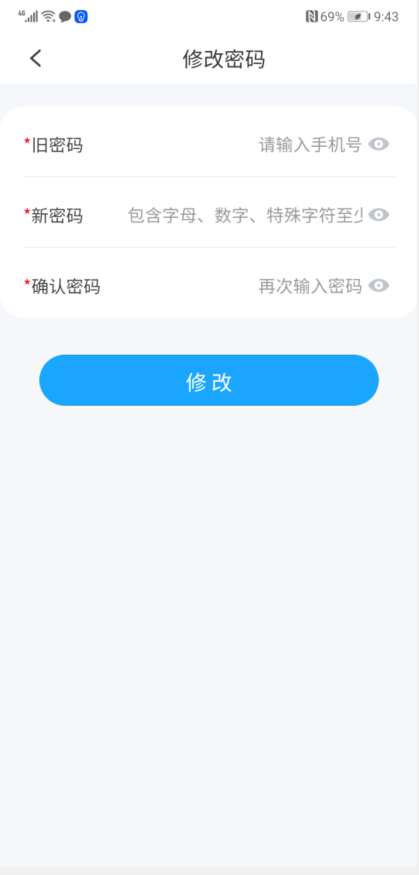 4G 69% 9:43
修改密码
*旧密码 请输入手机号
*新密码 包含字母、数字、特殊字符至少
*确认密码 再次输入密码
修 改